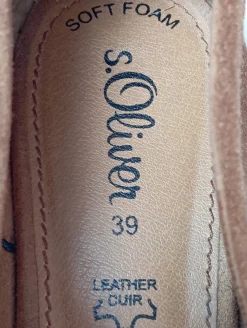 SOFT FOAM
s.Oliver
39
LEATHER
CUIR